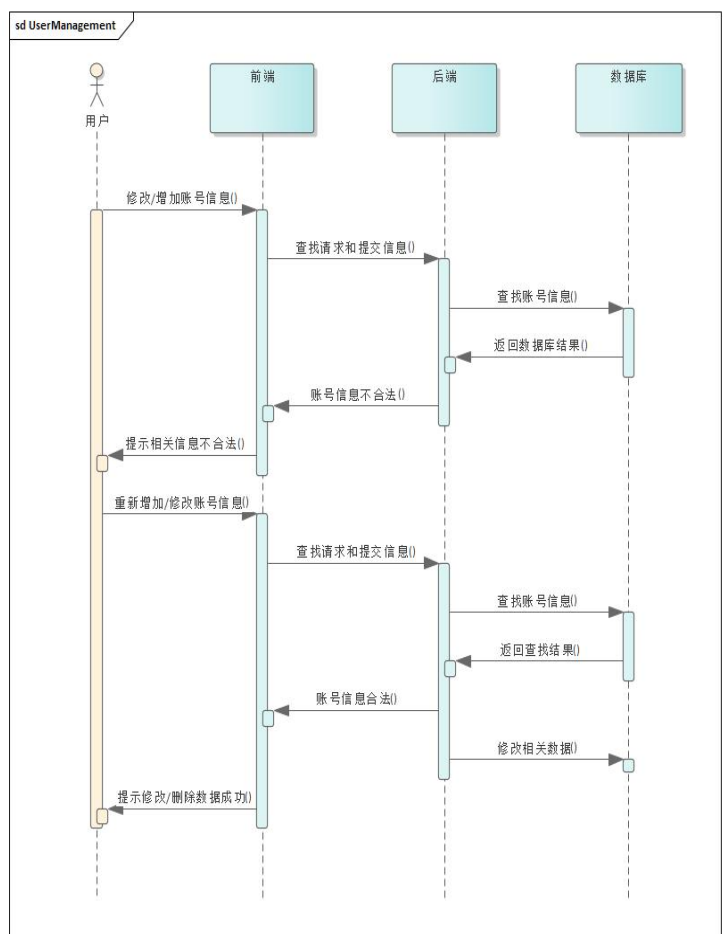 sd UserManagement
用户
前端
后端
数据库
修改/增加账号信息()
查找请求和提交信息()
查找账号信息()
返回数据库结果()
账号信息不合法()
提示相关信息不合法()
重新增加/修改账号信息()
查找请求和提交信息()
查找账号信息()
返回查找结果()
账号信息合法()
修改相关数据()
提示修改/删除数据成功()